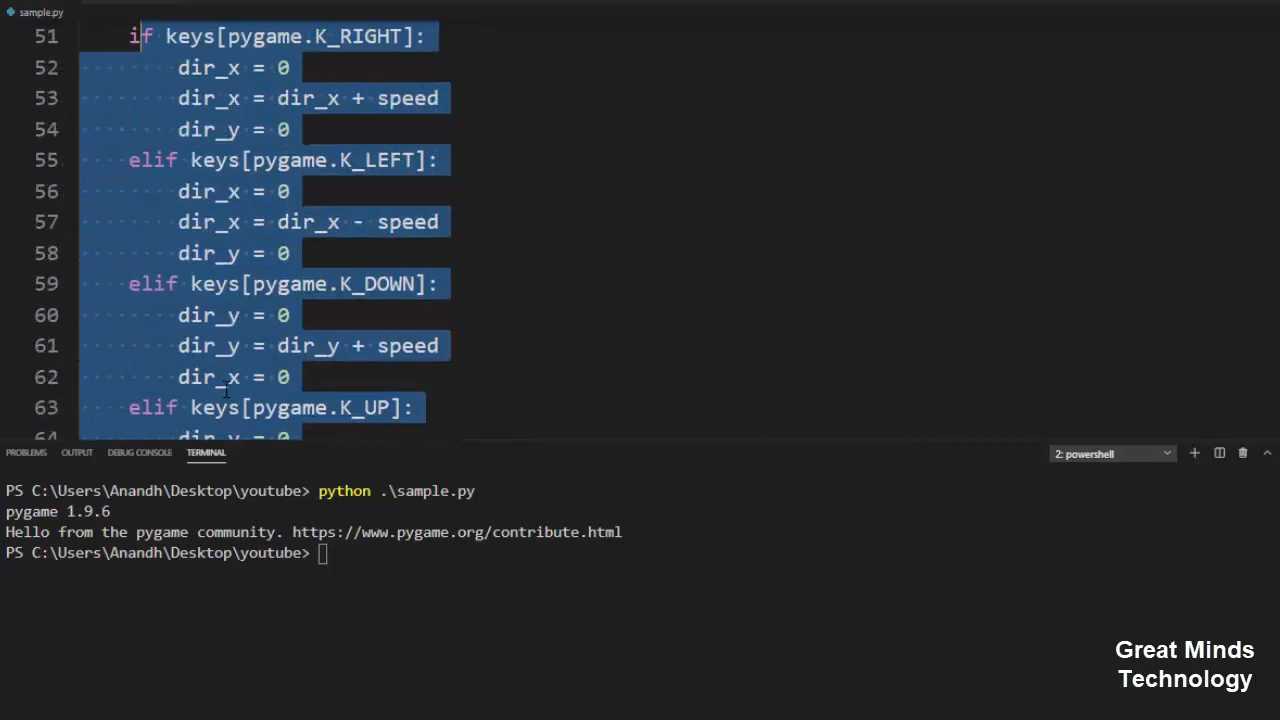 sample.py
51 if keys[pygame.K_RIGHT]:
52 dir_x = 0
53 dir_x = dir_x + speed
54 dir_y = 0
55 elif keys[pygame.K_LEFT]:
56 dir_x = 0
57 dir_x = dir_x - speed
58 dir_y = 0
59 elif keys[pygame.K_DOWN]:
60 dir_y = 0
61 dir_y = dir_y + speed
62 dir_x = 0
63 elif keys[pygame.K_UP]:
64 dir_y = 0
PROBLEMS OUTPUT DEBUG CONSOLE TERMINAL 2: powershell
PS C:\Users\Anandh\Desktop\youtube> python .\sample.py
pygame 1.9.6
Hello from the pygame community. https://www.pygame.org/contribute.html
PS C:\Users\Anandh\Desktop\youtube>
Great Minds
Technology